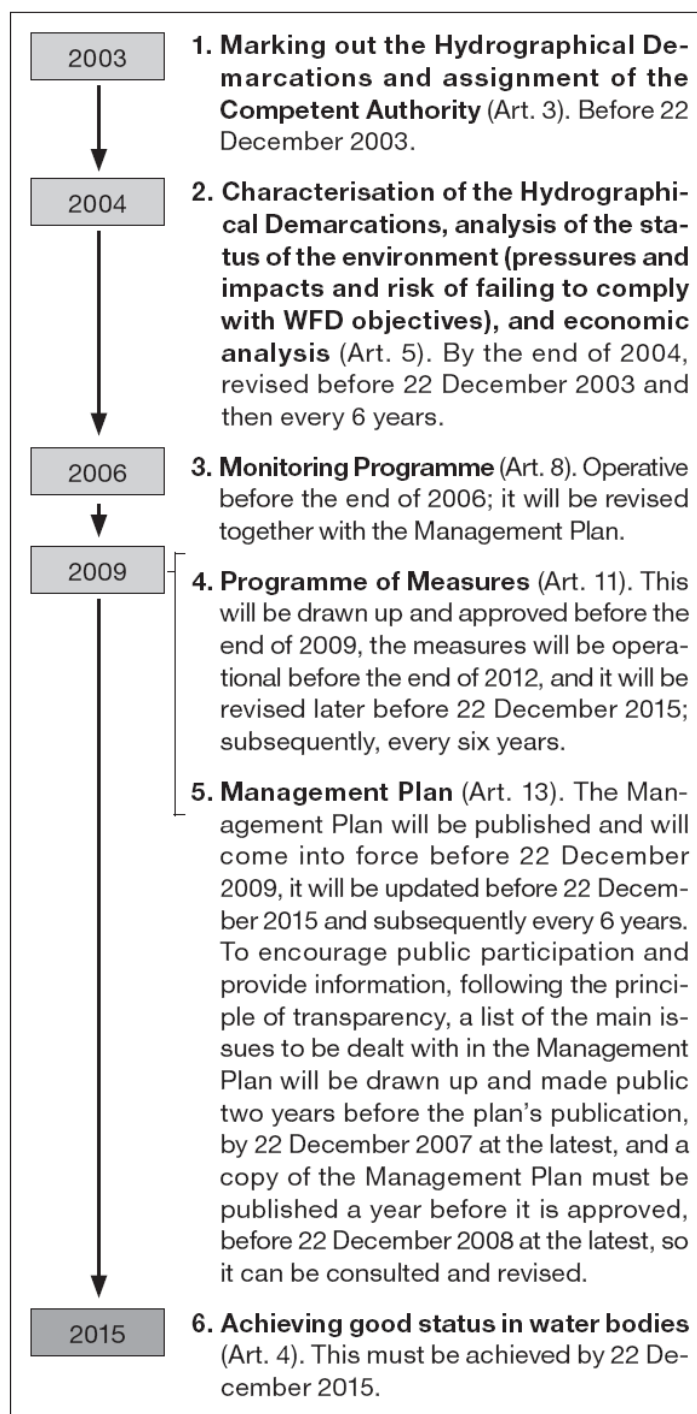 2003
1. Marking out the Hydrographical De-
marcations and assignment of the
Competent Authority (Art. 3). Before 22
December 2003.
2004
2. Characterisation of the Hydrographi-
cal Demarcations, analysis of the sta-
tus of the environment (pressures and
impacts and risk of failing to comply
with WFD objectives), and economic
analysis (Art. 5). By the end of 2004,
revised before 22 December 2003 and
then every 6 years.
2006
3. Monitoring Programme (Art. 8). Operative
before the end of 2006; it will be revised
together with the Management Plan.
2009
4. Programme of Measures (Art. 11). This
will be drawn up and approved before the
end of 2009, the measures will be opera-
tional before the end of 2012, and it will be
revised later before 22 December 2015;
subsequently, every six years.
5. Management Plan (Art. 13). The Man-
agement Plan will be published and will
come into force before 22 December
2009, it will be updated before 22 Decem-
ber 2015 and subsequently every 6 years.
To encourage public participation and
provide information, following the princi-
ple of transparency, a list of the main is-
sues to be dealt with in the Management
Plan will be drawn up and made public
two years before the plan's publication,
by 22 December 2007 at the latest, and a
copy of the Management Plan must be
published a year before it is approved,
before 22 December 2008 at the latest, so
it can be consulted and revised.
2015
6. Achieving good status in water bodies
(Art. 4). This must be achieved by 22 De-
cember 2015.